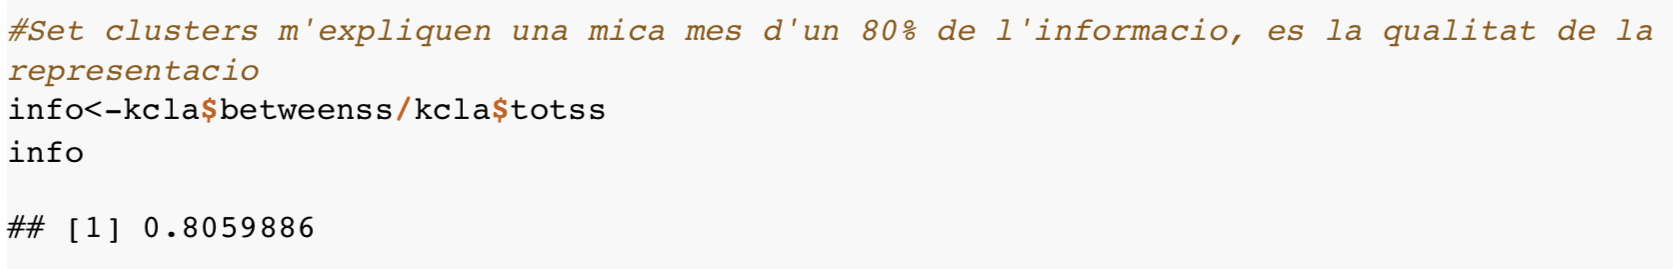 #Set clusters m'expliquen una mica mes d'un 80% de l'informacio, es la qualitat de la
representacio
info<-kcla$betweenss/kcla$totss
info
## [1] 0.8059886